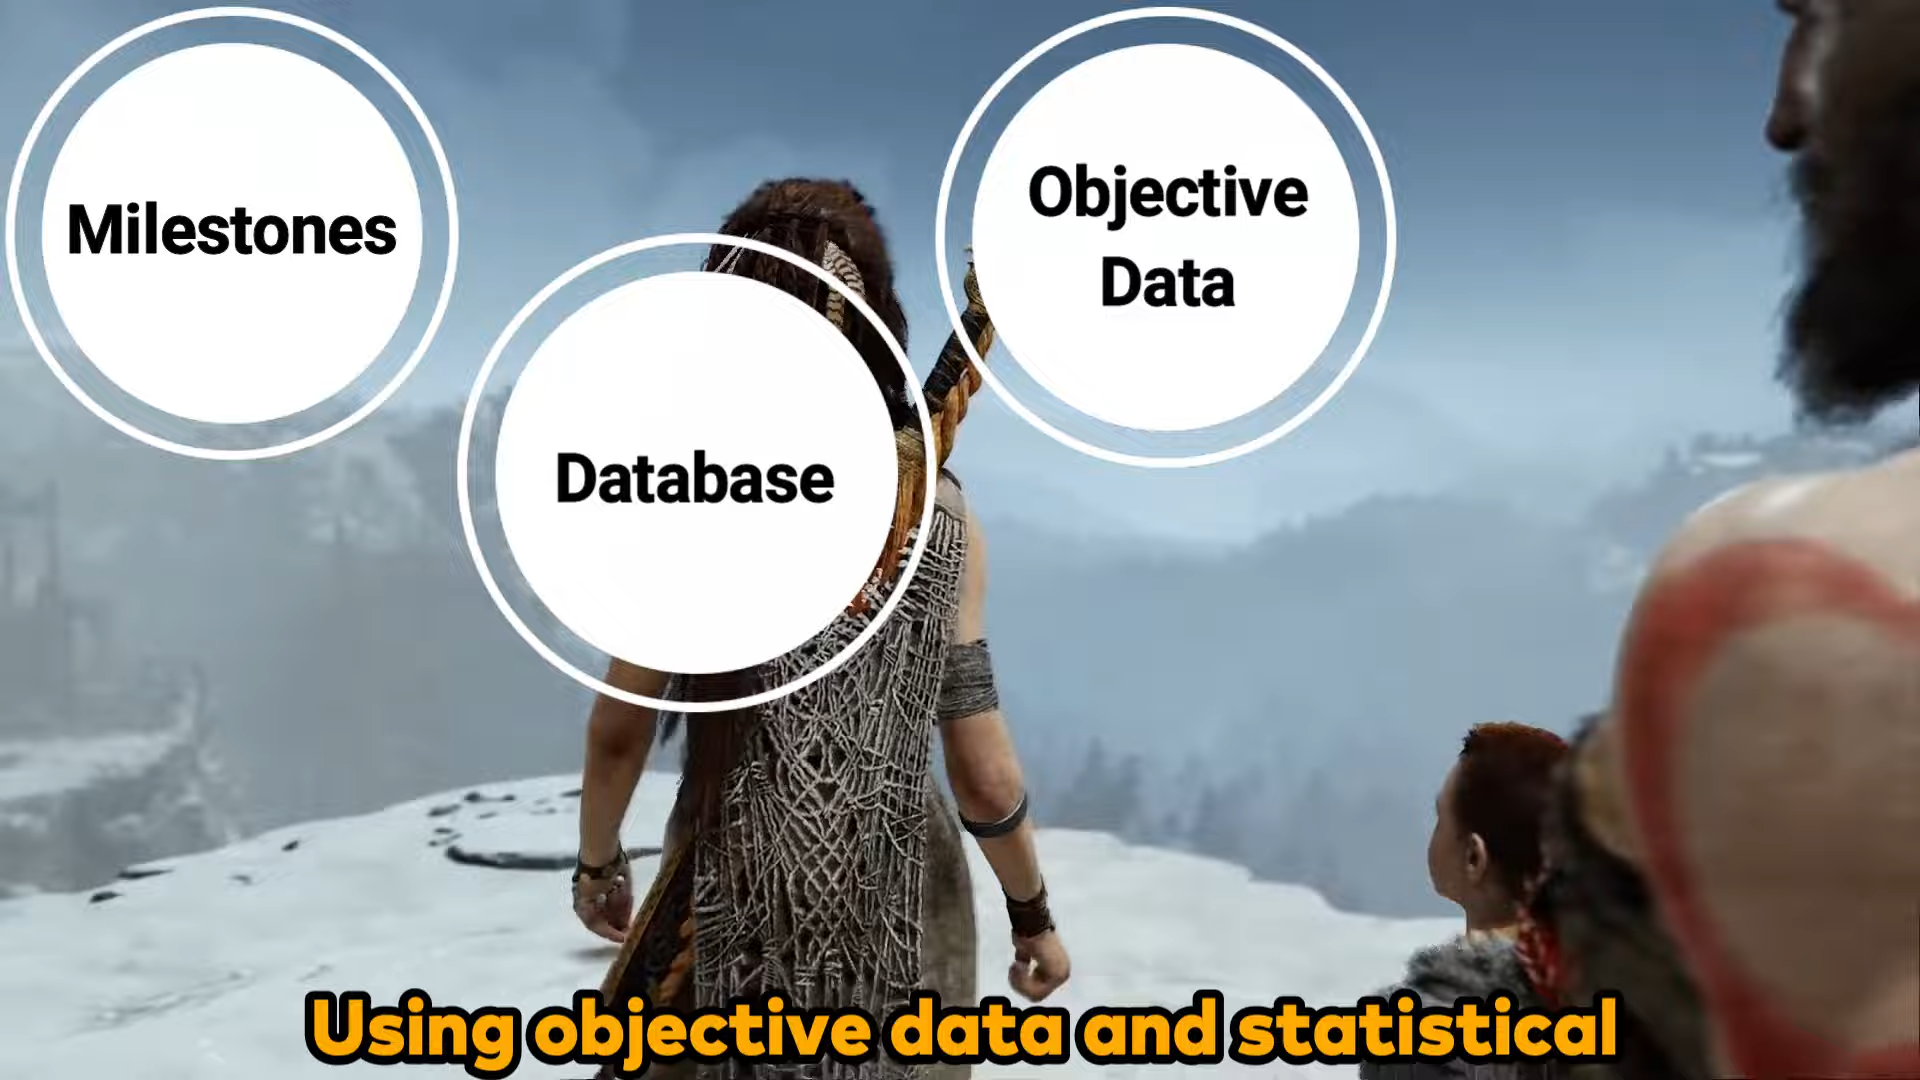 Milestones
Objective
Data
Database
Using objective data and statistical